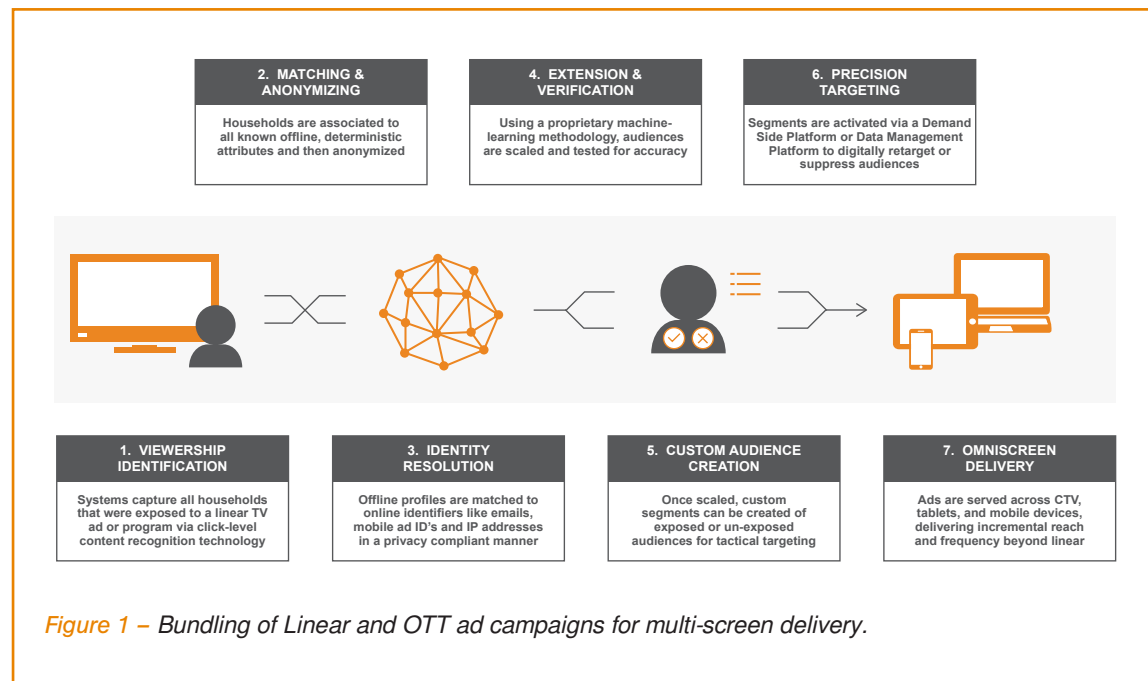 2. MATCHING &
ANONYMIZING
Households are associated to
all known offline, deterministic
attributes and then anonymized
4. EXTENSION &
VERIFICATION
Using a proprietary machine-
learning methodology, audiences
are scaled and tested for accuracy
6. PRECISION
TARGETING
Segments are activated via a Demand
Side Platform or Data Management
Platform to digitally retarget or
suppress audiences
1. VIEWERSHIP
IDENTIFICATION
Systems capture all households
that were exposed to a linear TV
ad or program via click-level
content recognition technology
3. IDENTITY
RESOLUTION
Offline profiles are matched to
online identifiers like emails,
mobile ad ID's and IP addresses
in a privacy compliant manner
5. CUSTOM AUDIENCE
CREATION
Once scaled, custom
segments can be created of
exposed or un-exposed
audiences for tactical targeting
7. OMNISCREEN
DELIVERY
Ads are served across CTV,
tablets, and mobile devices,
delivering incremental reach
and frequency beyond linear
Figure 1 – Bundling of Linear and OTT ad campaigns for multi-screen delivery.